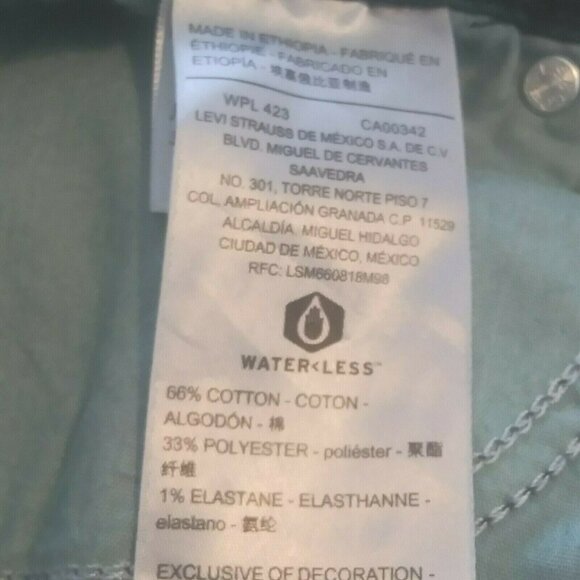 MADE IN ETHIOPIA - FABRIQUÉ EN
ÉTHIOPIE - FABRICADO EN
ETIOPÍA - 埃塞俄比亚制造
WPL 423 CA00342
LEVI STRAUSS DE MÉXICO S.A. DE C.V
BLVD. MIGUEL DE CERVANTES
SAAVEDRA
NO. 301, TORRE NORTE PISO 7
COL. AMPLIACIÓN GRANADA C.P. 11529
ALCALDÍA, MIGUEL HIDALGO
CIUDAD DE MÉXICO, MÉXICO
RFC: LSM660818M98
WATER<LESS™
66% COTTON - COTON -
ALGODÓN - 棉
33% POLYESTER - poliéster - 聚酯
纤维
1% ELASTANE - ELASTHANNE -
elastano - 氨纶
EXCLUSIVE OF DECORATION -